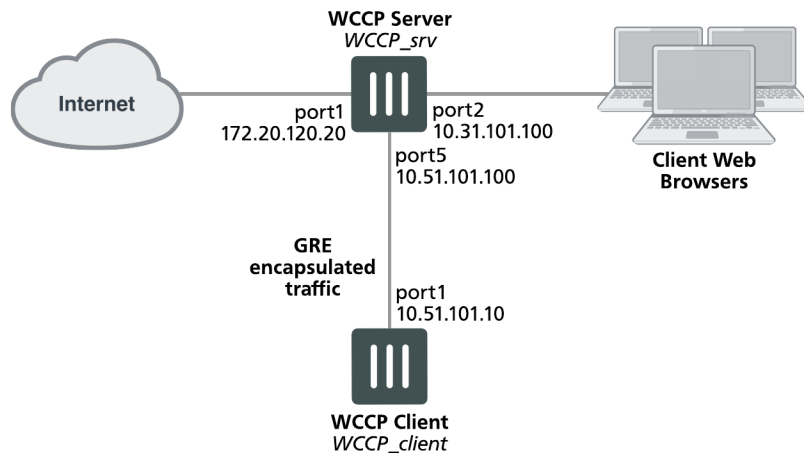 WCCP Server
WCCP_srv
Internet
port1
172.20.120.20
port2
10.31.101.100
port5
10.51.101.100
Client Web
Browsers
GRE
encapsulated
traffic
port1
10.51.101.10
WCCP Client
WCCP_client